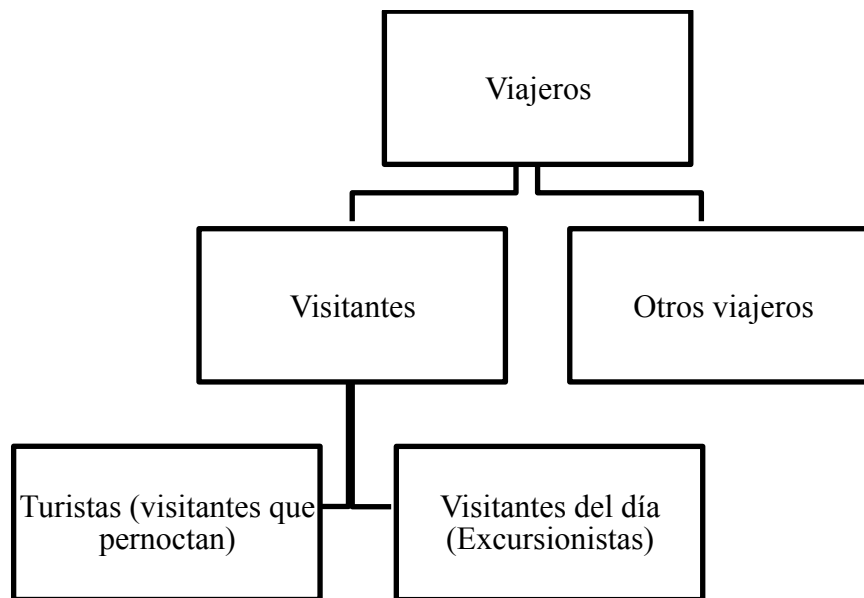 Viajeros
Visitantes
Otros viajeros
Turistas (visitantes que
pernoctan)
Visitantes del día
(Excursionistas)